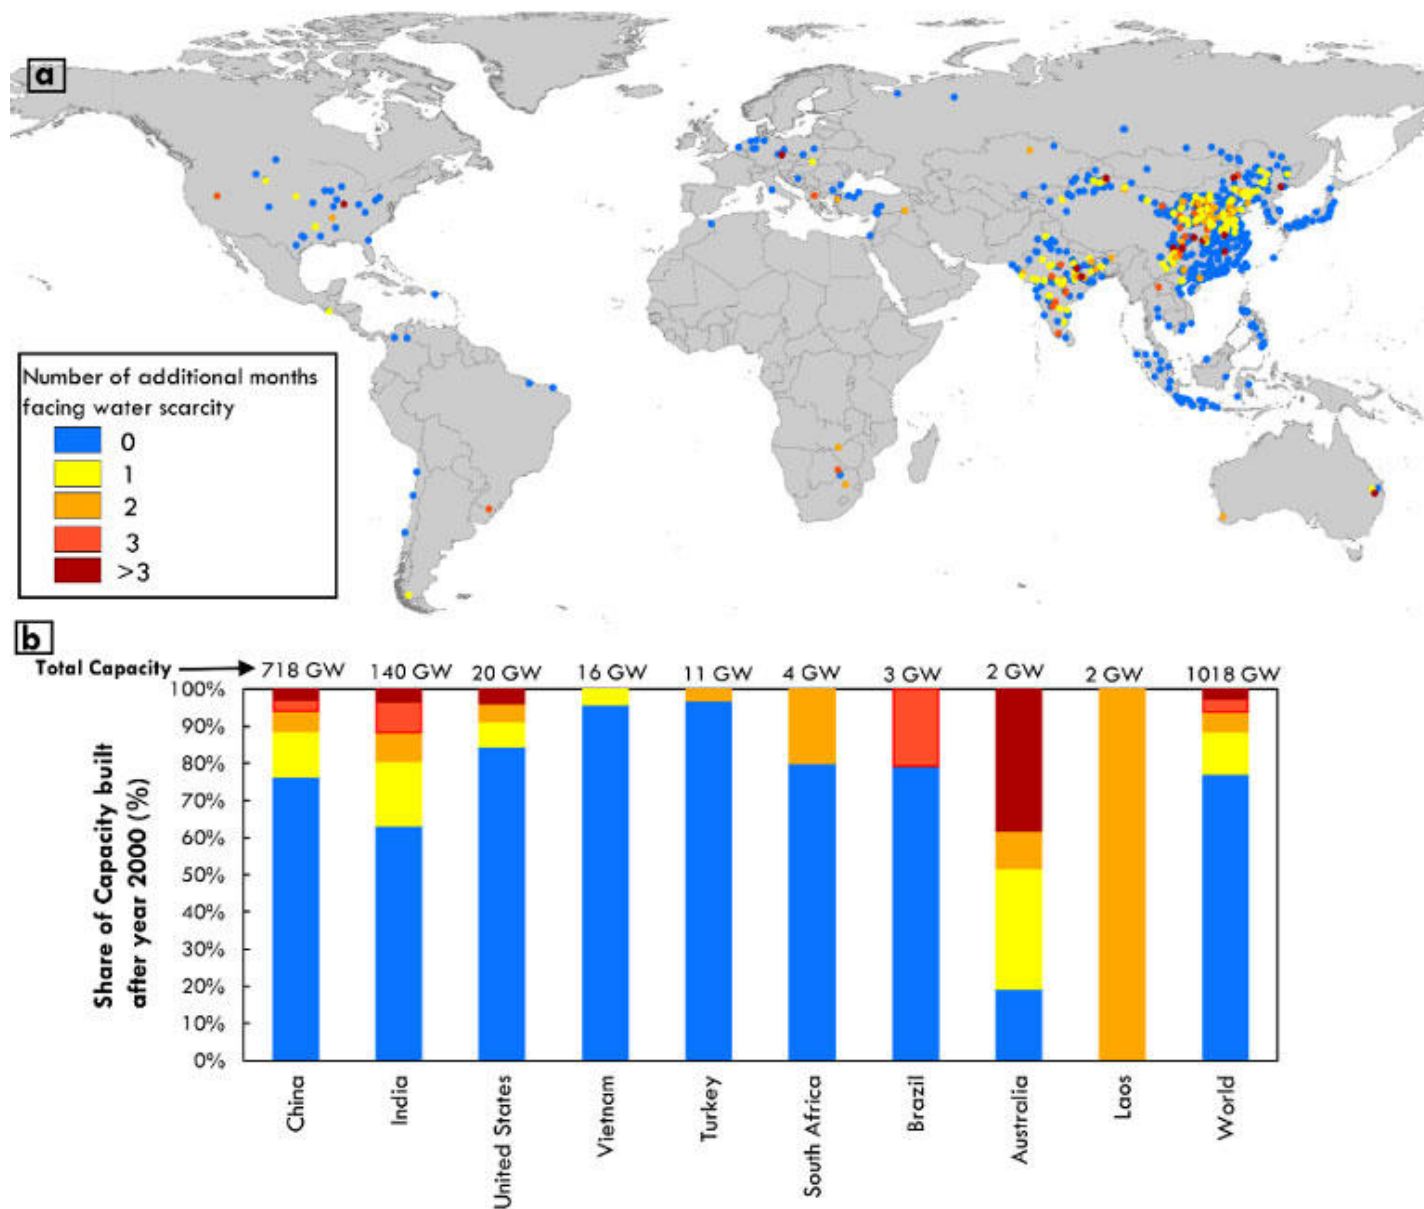 a
Number of additional months
facing water scarcity
0
1
2
3
>3
b
Total Capacity
718 GW 140 GW 20 GW 16 GW 11 GW 4 GW 3 GW 2 GW 2 GW 1018 GW
Share of Capacity built
after year 2000 (%)
100%
90%
80%
70%
60%
50%
40%
30%
20%
10%
0%
China
India
United States
Vietnam
Turkey
South Africa
Brazil
Australia
Laos
World